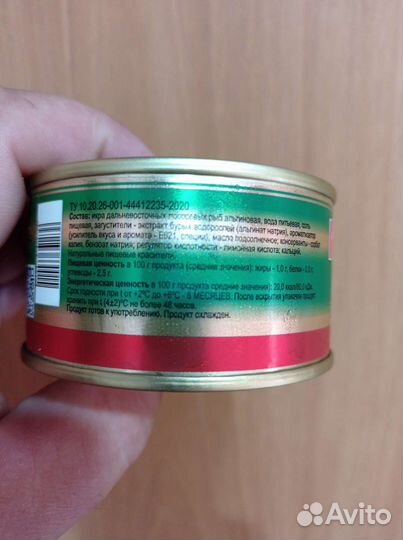 ТУ 10.20.26-001-44412235-2020
Состав: икра дальневосточных лососевых рыб альгиновая, вода питьевая, соль
пищевая, загустители - экстракт бурых водорослей (альгинат натрия), ароматизатор
(усилитель вкуса и аромата - Е621, специи), масло подсолнечное; консерванты - сорбат
калия, бензоат натрия; регулятор кислотности - лимонная кислота; кальций,
Натуральные пищевые красители.
Пищевая ценность в 100 г продукта (средние значения): жиры - 1,0 г, белки - г,
углеводы - 2,5 г.
Энергетическая ценность в 100 г продукта средние значения): 20,0 ккал/ кДж.
Срок годности при t от +2°C до +6°C - 6 МЕСЯЦЕВ. После вскрытия упаковки продукт
хранить при t (4±2)°C не более 48 часов.
Продукт готов к употреблению. Продукт охлажден.
Avito